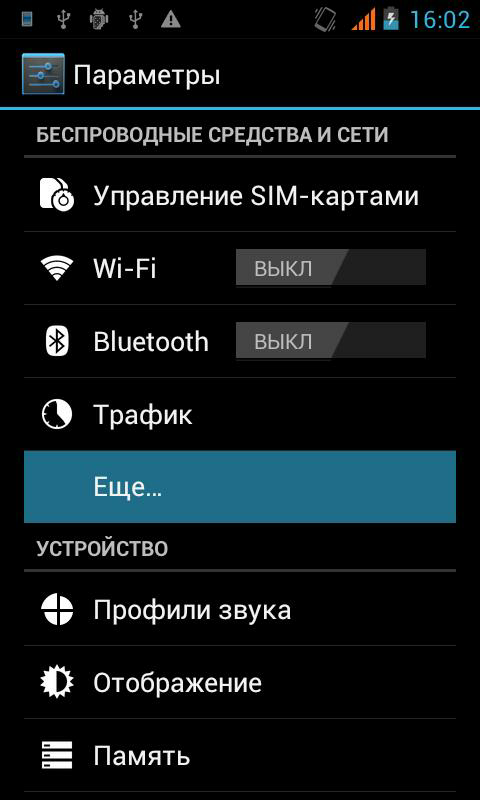 16:02
Параметры
БЕСПРОВОДНЫЕ СРЕДСТВА И СЕТИ
Управление SIM-картами
Wi-Fi ВЫКЛ
Bluetooth ВЫКЛ
Трафик
Еще...
УСТРОЙСТВО
Профили звука
Отображение
Память